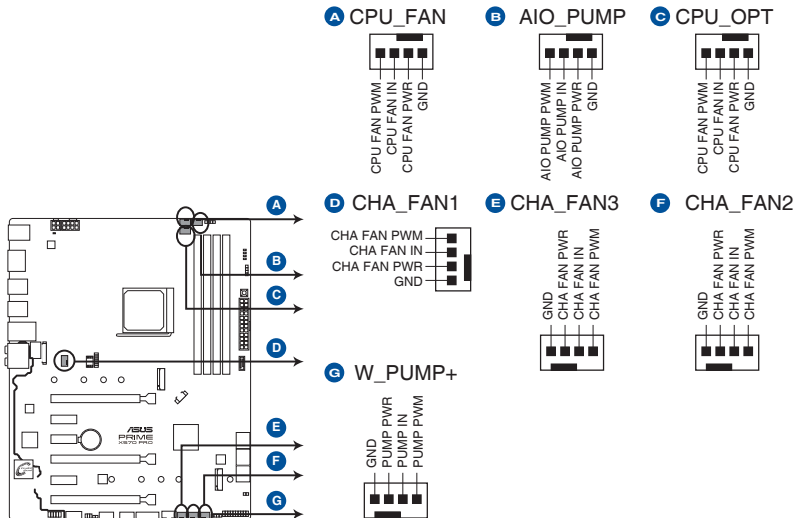 A CPU_FAN
CPU FAN PWM
CPU FAN IN
CPU FAN PWR
GND
B AIO_PUMP
AIO PUMP PWM
AIO PUMP IN
AIO PUMP PWR
GND
C CPU_OPT
CPU FAN PWM
CPU FAN IN
CPU FAN PWR
GND
D CHA_FAN1
CHA FAN PWM
CHA FAN IN
CHA FAN PWR
GND
E CHA_FAN3
GND
CHA FAN PWR
CHA FAN IN
CHA FAN PWM
F CHA_FAN2
GND
CHA FAN PWR
CHA FAN IN
CHA FAN PWM
G W_PUMP+
GND
PUMP PWR
PUMP IN
PUMP PWM
A
B
C
D
E
F
G
ASUS
PRIME
X570 PRO